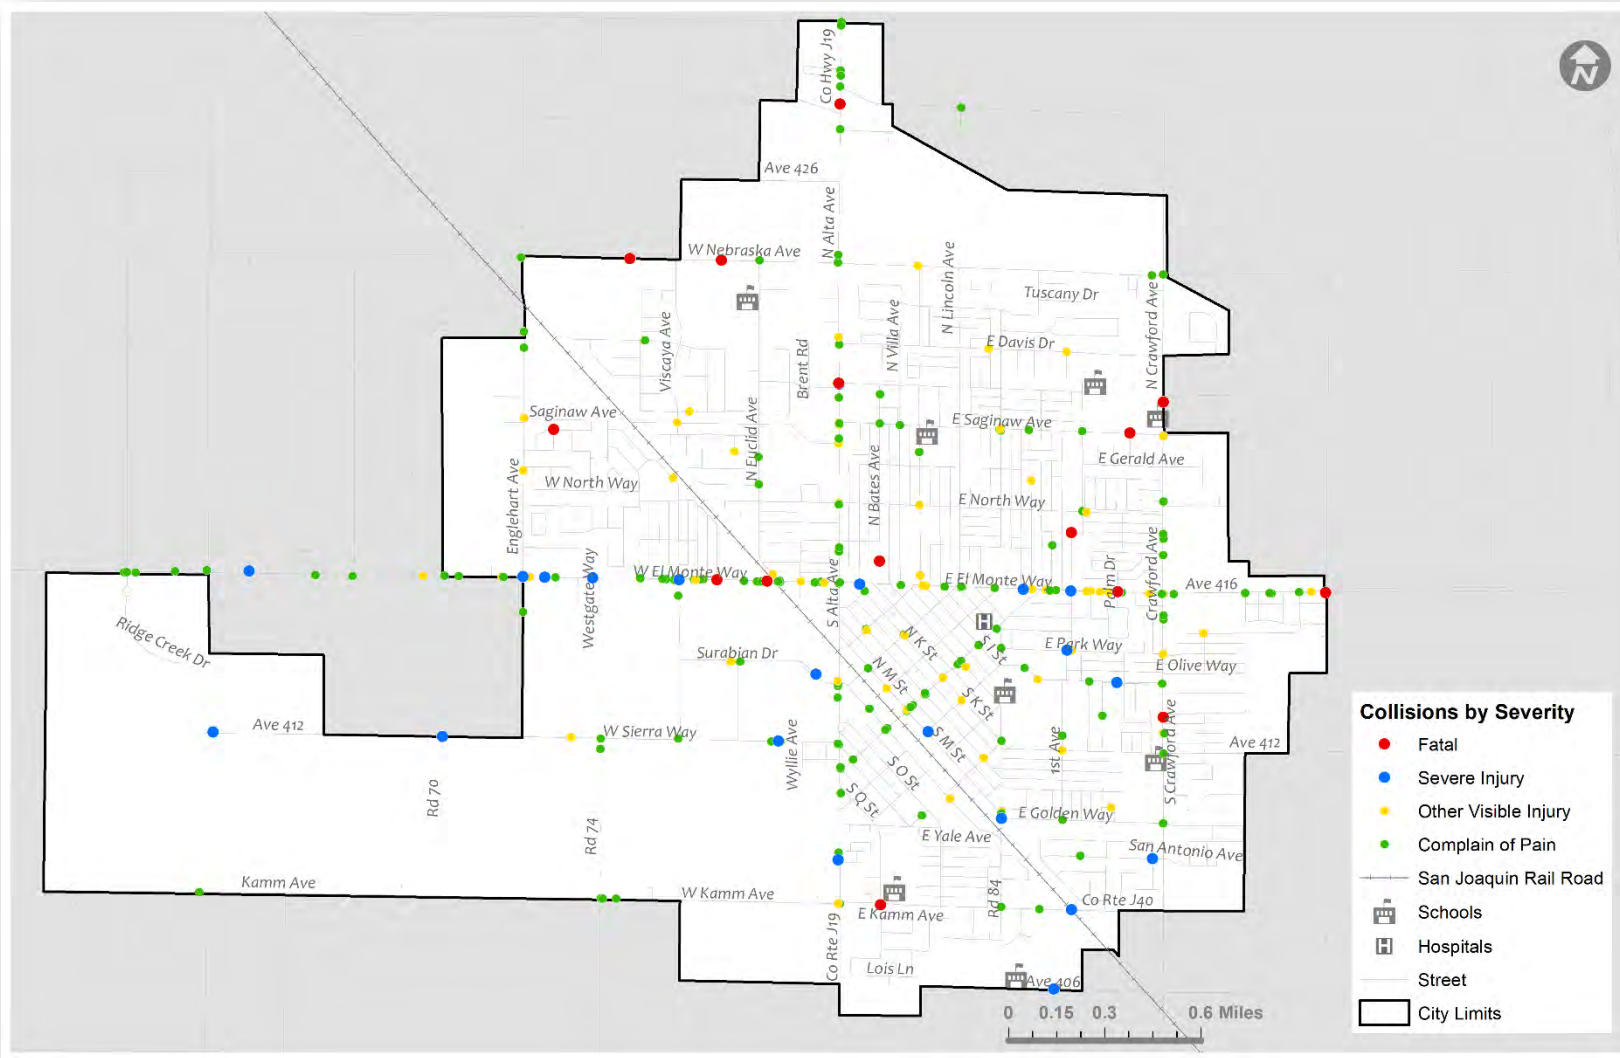 Co Hwy J19
N
Ave 426
N Alta Ave
W Nebraska Ave
N Lincoln Ave
Tuscany Dr
N Crawford Ave
Viscaya Ave
Brent Rd
N Villa Ave
E Davis Dr
Saginaw Ave
N Euclid Ave
E Saginaw Ave
E Gerald Ave
Englehart Ave
W North Way
N Bates Ave
E North Way
Westgate Way
W El Monte Way
S Alta Ave
E El Monte Way
Palm Dr
Crawford Ave
Ave 416
Ridge Creek Dr
H
N K St
S I St
E Park Way
E Olive Way
Surabian Dr
N M St
S K St
Ave 412
W Sierra Way
Wyllie Ave
S M St
1st Ave
S Crawford Ave
Ave 412
Rd 70
S O St
S Q St
Rd 74
E Golden Way
E Yale Ave
San Antonio Ave
Kamm Ave
W Kamm Ave
E Kamm Ave
Rd 84
Co Rte J40
Co Rte J19
Lois Ln
Ave 406
0 0.15 0.3 0.6 Miles
Collisions by Severity
Fatal
Severe Injury
Other Visible Injury
Complain of Pain
San Joaquin Rail Road
Schools
H Hospitals
Street
City Limits